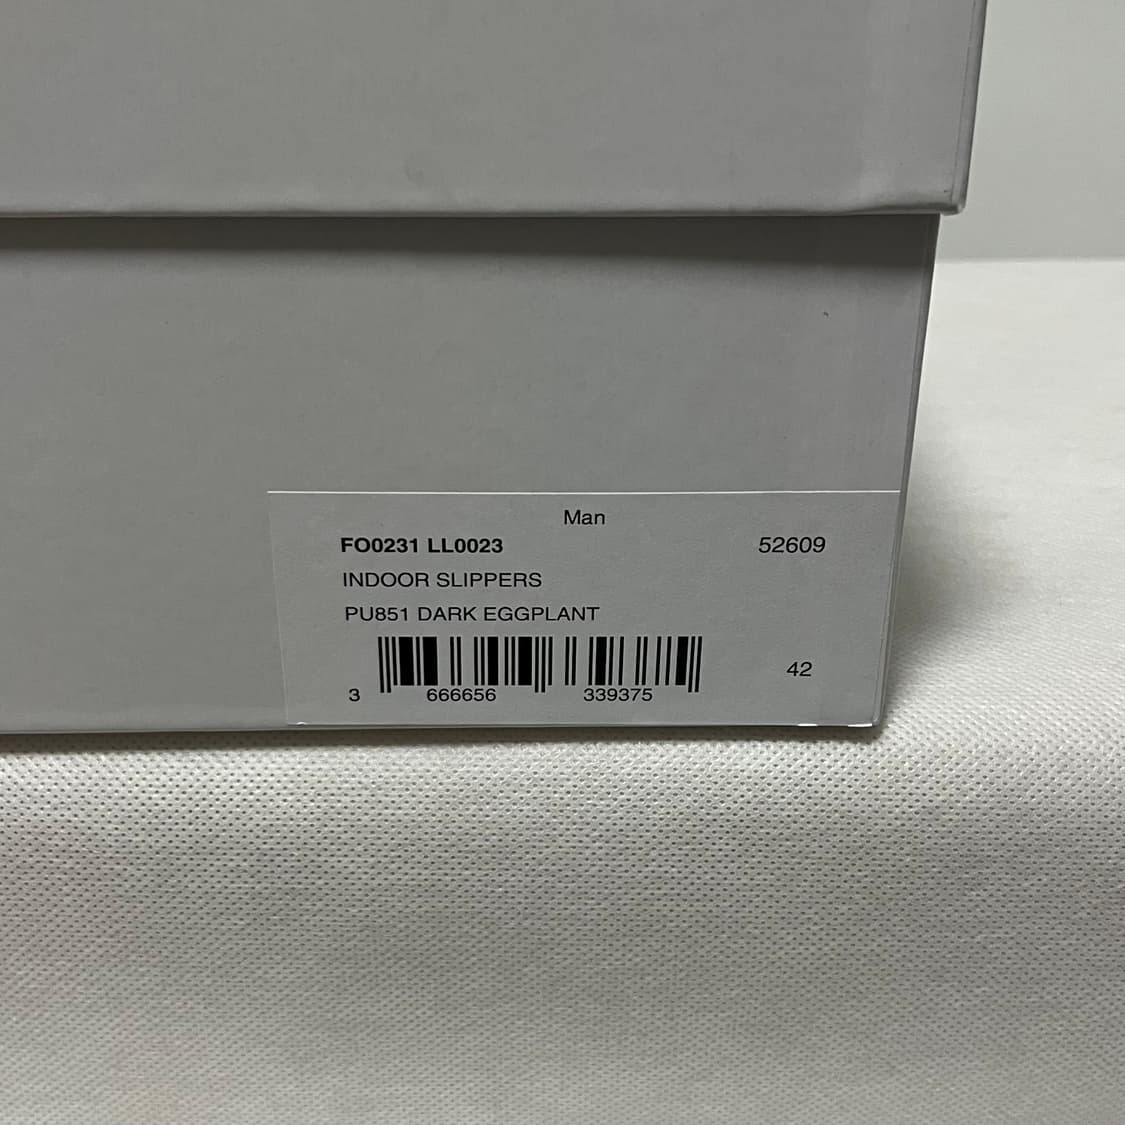 Man
FO0231 LL0023 52609
INDOOR SLIPPERS
PU851 DARK EGGPLANT
42
3 666656 339375